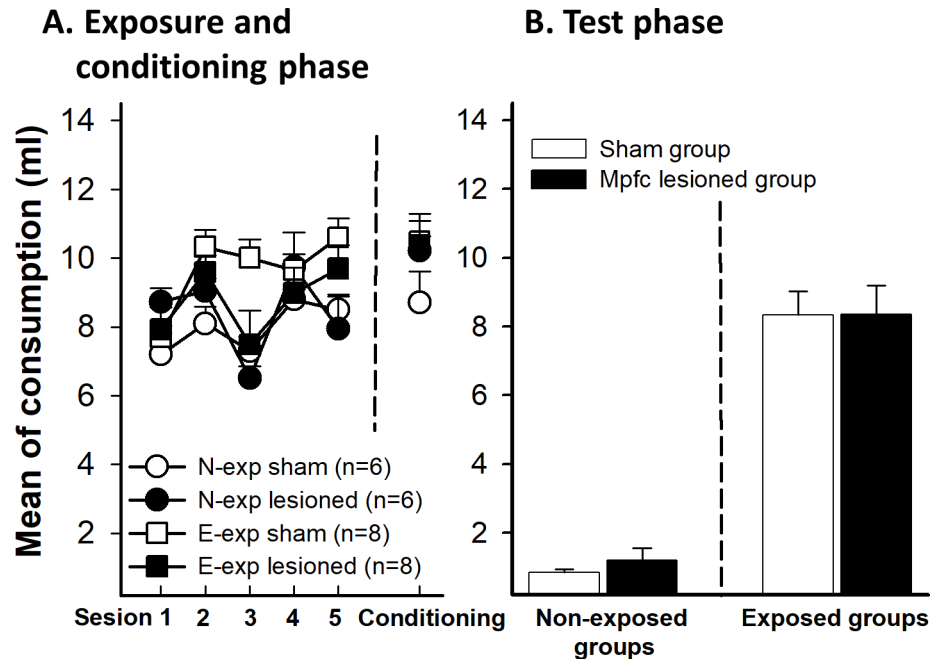 A. Exposure and
conditioning phase
Mean of consumption (ml)
14
12
10
8
6
4
2
N-exp sham (n=6)
N-exp lesioned (n=6)
E-exp sham (n=8)
E-exp lesioned (n=8)
Sesion 1 2 3 4 5 Conditioning
B. Test phase
14
12
10
8
6
4
2
Sham group
Mpfc lesioned group
Non-exposed
groups
Exposed groups